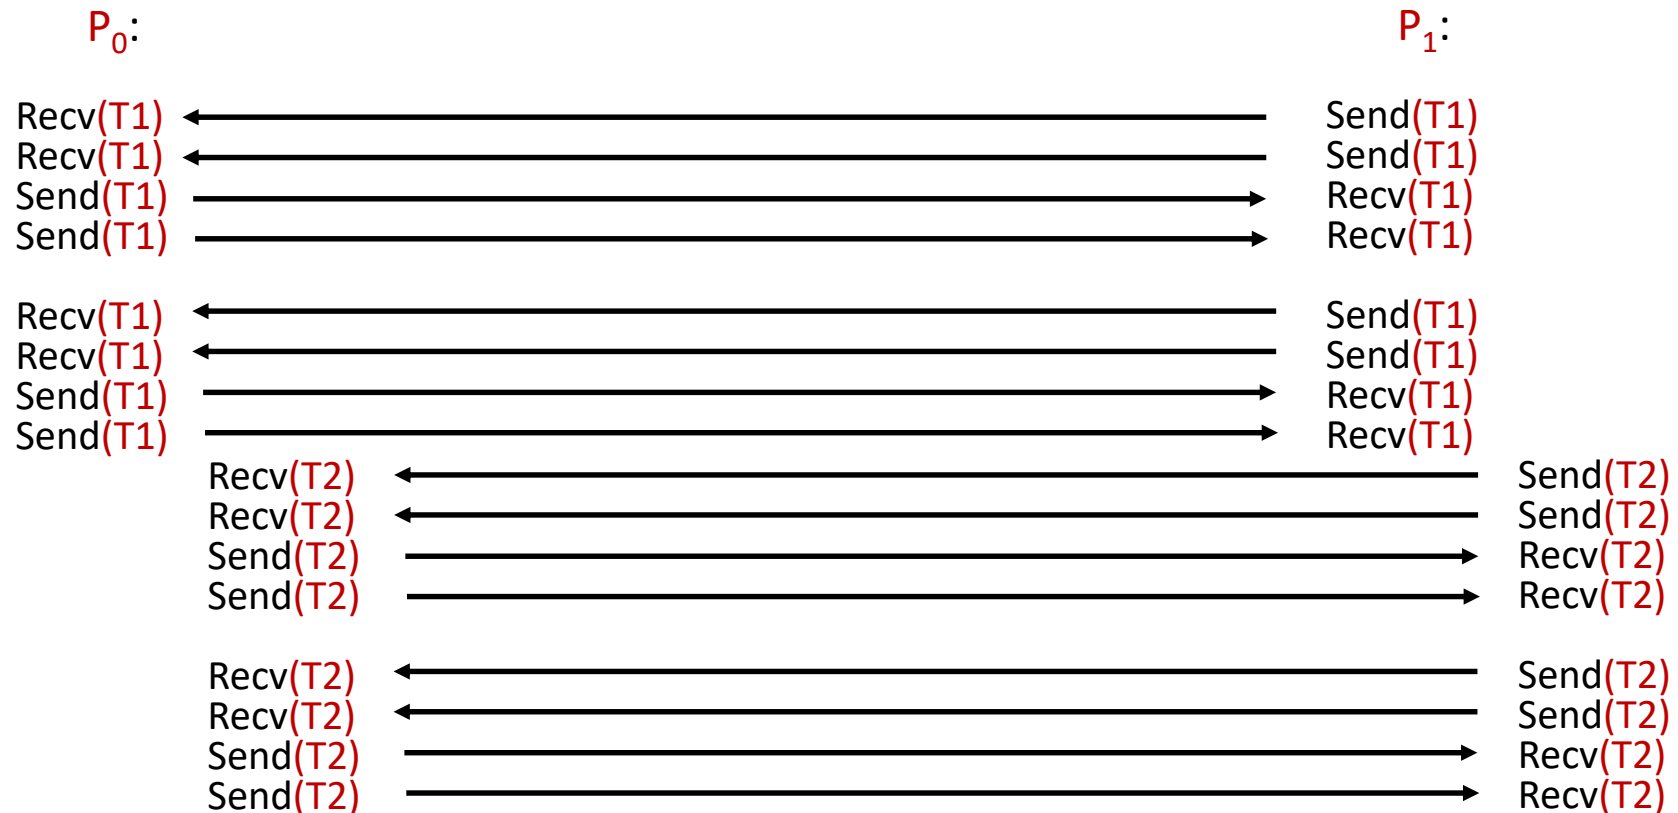 P0: P1:
Recv(T1) Send(T1)
Recv(T1) Send(T1)
Send(T1) Recv(T1)
Send(T1) Recv(T1)
Recv(T1) Send(T1)
Recv(T1) Send(T1)
Send(T1) Recv(T1)
Send(T1) Recv(T1)
Recv(T2) Send(T2)
Recv(T2) Send(T2)
Send(T2) Recv(T2)
Send(T2) Recv(T2)
Recv(T2) Send(T2)
Recv(T2) Send(T2)
Send(T2) Recv(T2)
Send(T2) Recv(T2)